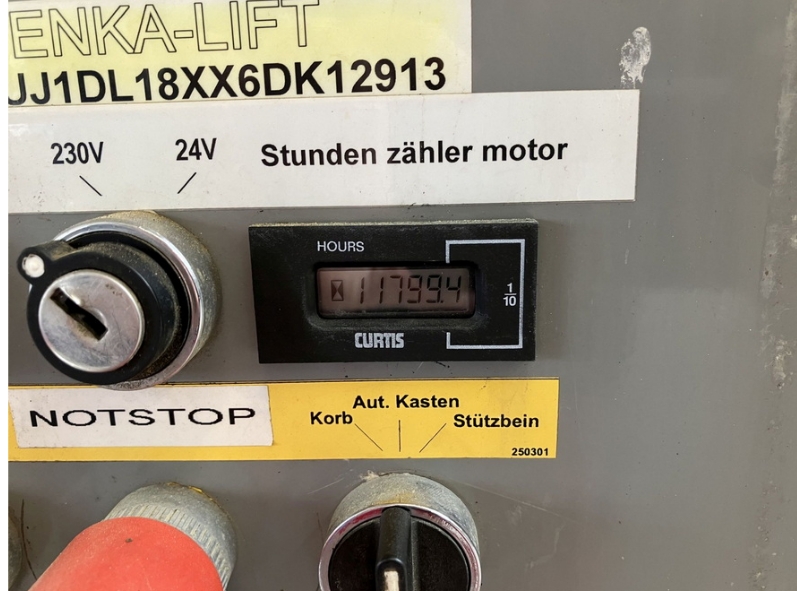 ENKA-LIFT
JJ1DL18XX6DK12913
230V 24V Stunden zähler motor
HOURS
11799.4
1/10
CURTIS
NOTSTOP
Korb Aut. Kasten Stützbein
250301